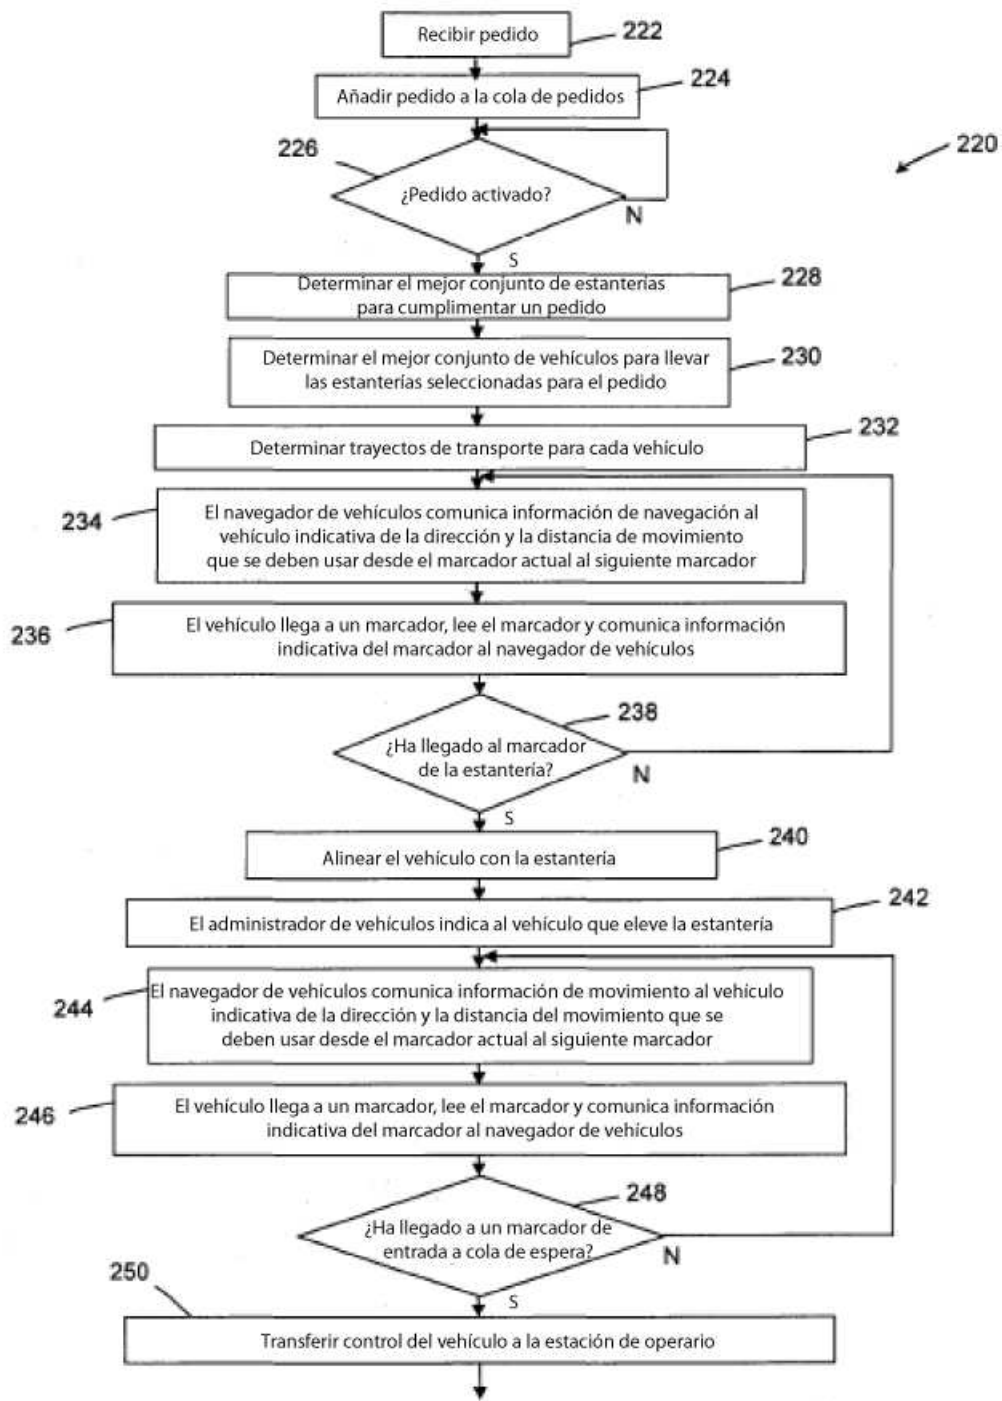 Recibir pedido
222
Añadir pedido a la cola de pedidos
224
226
220
¿Pedido activado?
N
S
Determinar el mejor conjunto de estanterías
para cumplimentar un pedido
228
Determinar el mejor conjunto de vehículos para llevar
las estanterías seleccionadas para el pedido
230
Determinar trayectos de transporte para cada vehículo
232
234
El navegador de vehículos comunica información de navegación al
vehículo indicativa de la dirección y la distancia de movimiento
que se deben usar desde el marcador actual al siguiente marcador
236
El vehículo llega a un marcador, lee el marcador y comunica información
indicativa del marcador al navegador de vehículos
238
¿Ha llegado al marcador
de la estantería?
N
S
Alinear el vehículo con la estantería
240
El administrador de vehículos indica al vehículo que eleve la estantería
242
244
El navegador de vehículos comunica información de movimiento al vehículo
indicativa de la dirección y la distancia del movimiento que se
deben usar desde el marcador actual al siguiente marcador
246
El vehículo llega a un marcador, lee el marcador y comunica información
indicativa del marcador al navegador de vehículos
248
¿Ha llegado a un marcador de
entrada a cola de espera?
N
S
250
Transferir control del vehículo a la estación de operario